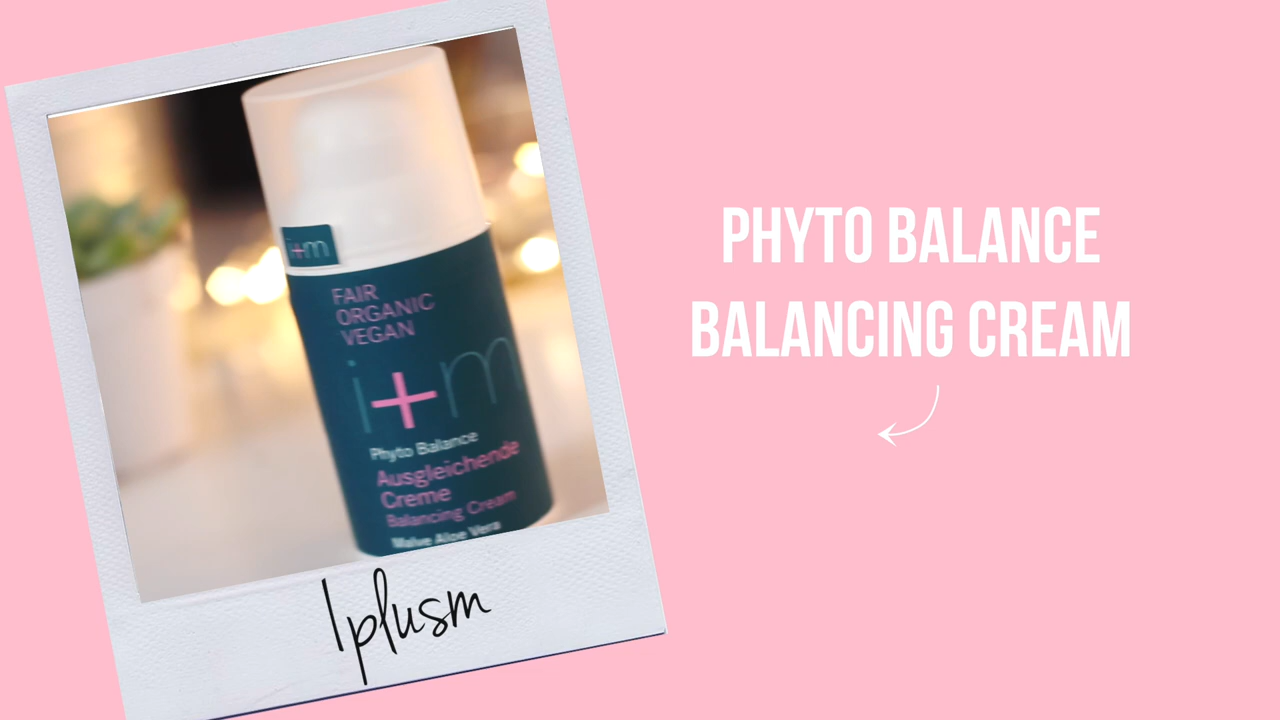 i+m
FAIR
ORGANIC
VEGAN
i+m
Phyto Balance
Ausgleichende
Creme
Balancing Cream
Malve Aloe Vera
Iplusm
PHYTO BALANCE
BALANCING CREAM